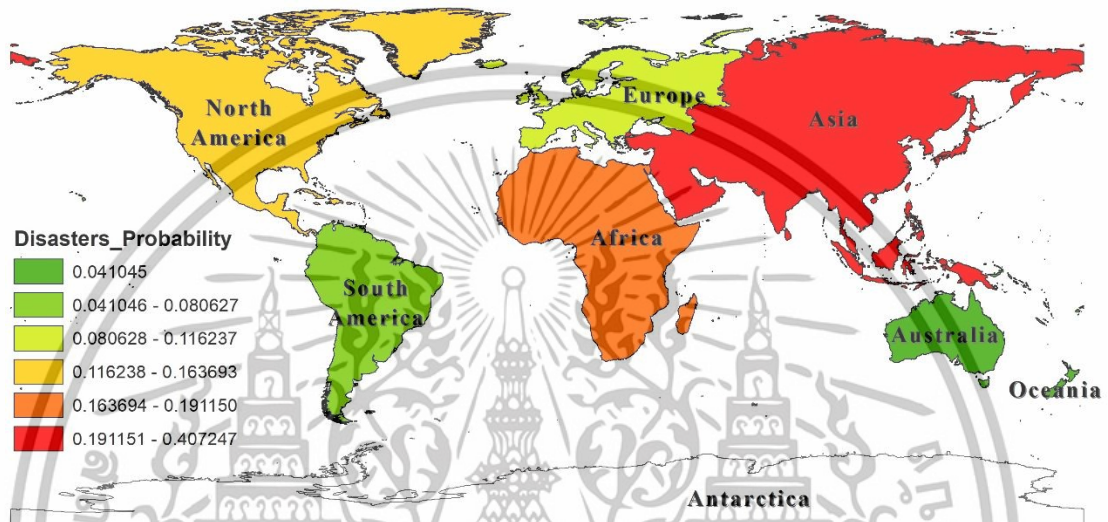 North
America
Europe
Asia
Disasters_Probability
0.041045
0.041046 - 0.080627
0.080628 - 0.116237
0.116238 - 0.163693
0.163694 - 0.191150
0.191151 - 0.407247
Africa
South
America
Australia
Oceania
Antarctica